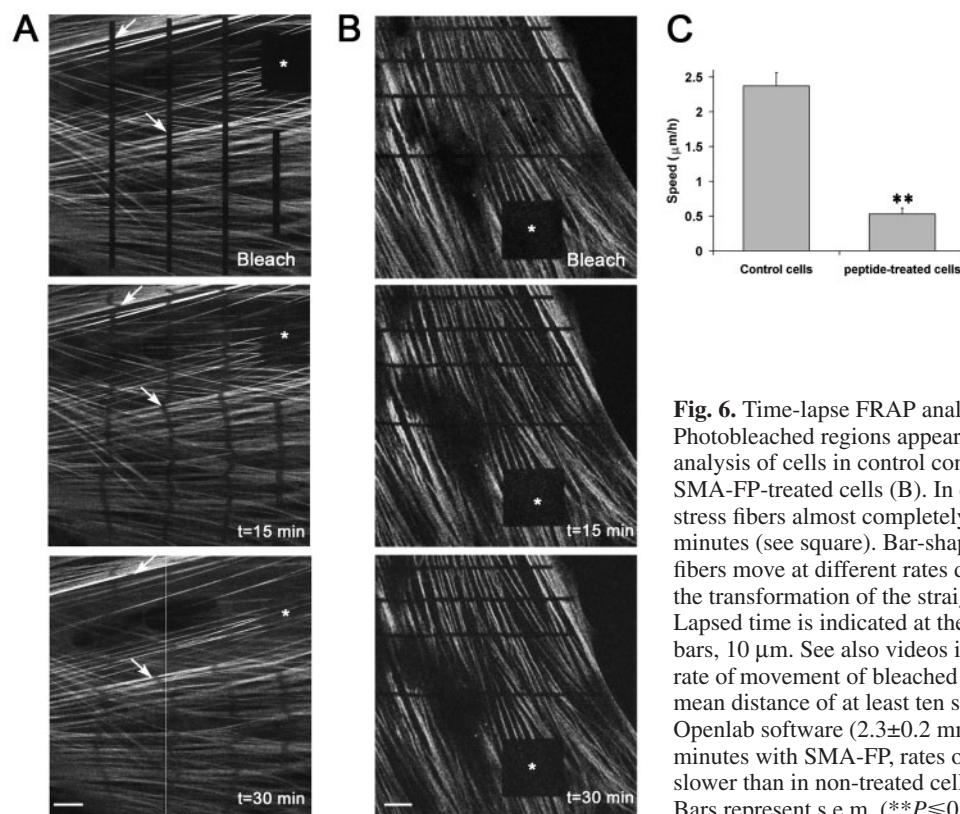 A
B
C
*
Bleach
*
t=15 min
*
t=30 min
*
Bleach
*
t=15 min
*
t=30 min
2.5
2
1.5
1
0.5
0
Speed (μm/h)
**
Control cells
peptide-treated cells
Fig. 6. Time-lapse FRAP anal
Photobleached regions appear
analysis of cells in control con
SMA-FP-treated cells (B). In
stress fibers almost completely
minutes (see square). Bar-shap
fibers move at different rates
the transformation of the straig
Lapsed time is indicated at the
bars, 10 μm. See also videos i
rate of movement of bleached
mean distance of at least ten s
Openlab software (2.3±0.2 mm
minutes with SMA-FP, rates o
slower than in non-treated cell
Bars represent s.e.m. (**P≤0